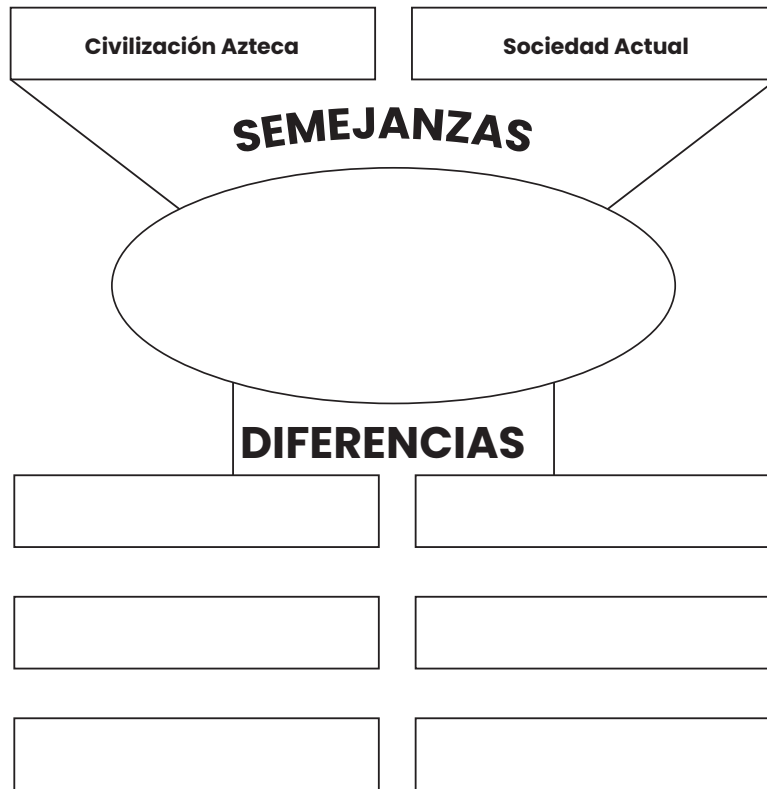 Civilización Azteca
Sociedad Actual
SEMEJANZAS
DIFERENCIAS